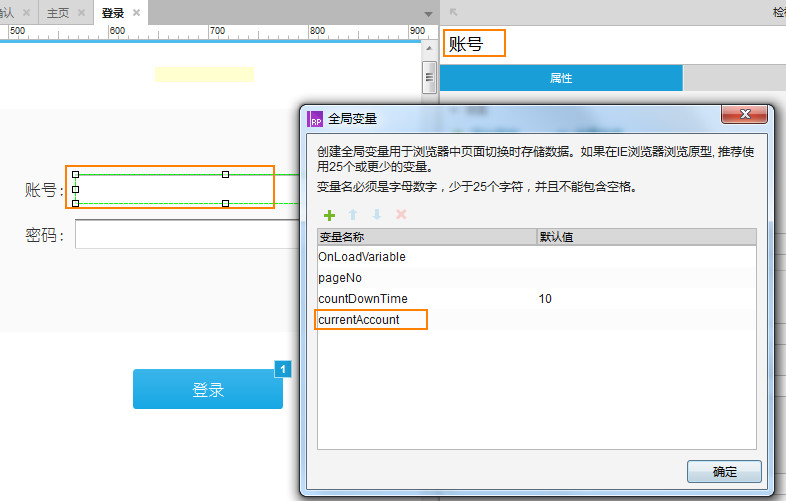 确认
主页
登录
检
500
600
700
800
900
账号
属性
RP
全局变量
创建全局变量用于浏览器中页面切换时存储数据。如果在IE浏览器浏览原型, 推荐使
用25个或更少的变量。
变量名必须是字母数字，少于25个字符，并且不能包含空格。
账号：
密码：
变量名称
默认值
OnLoadVariable
pageNo
countDownTime
10
currentAccount
1
登录
确定